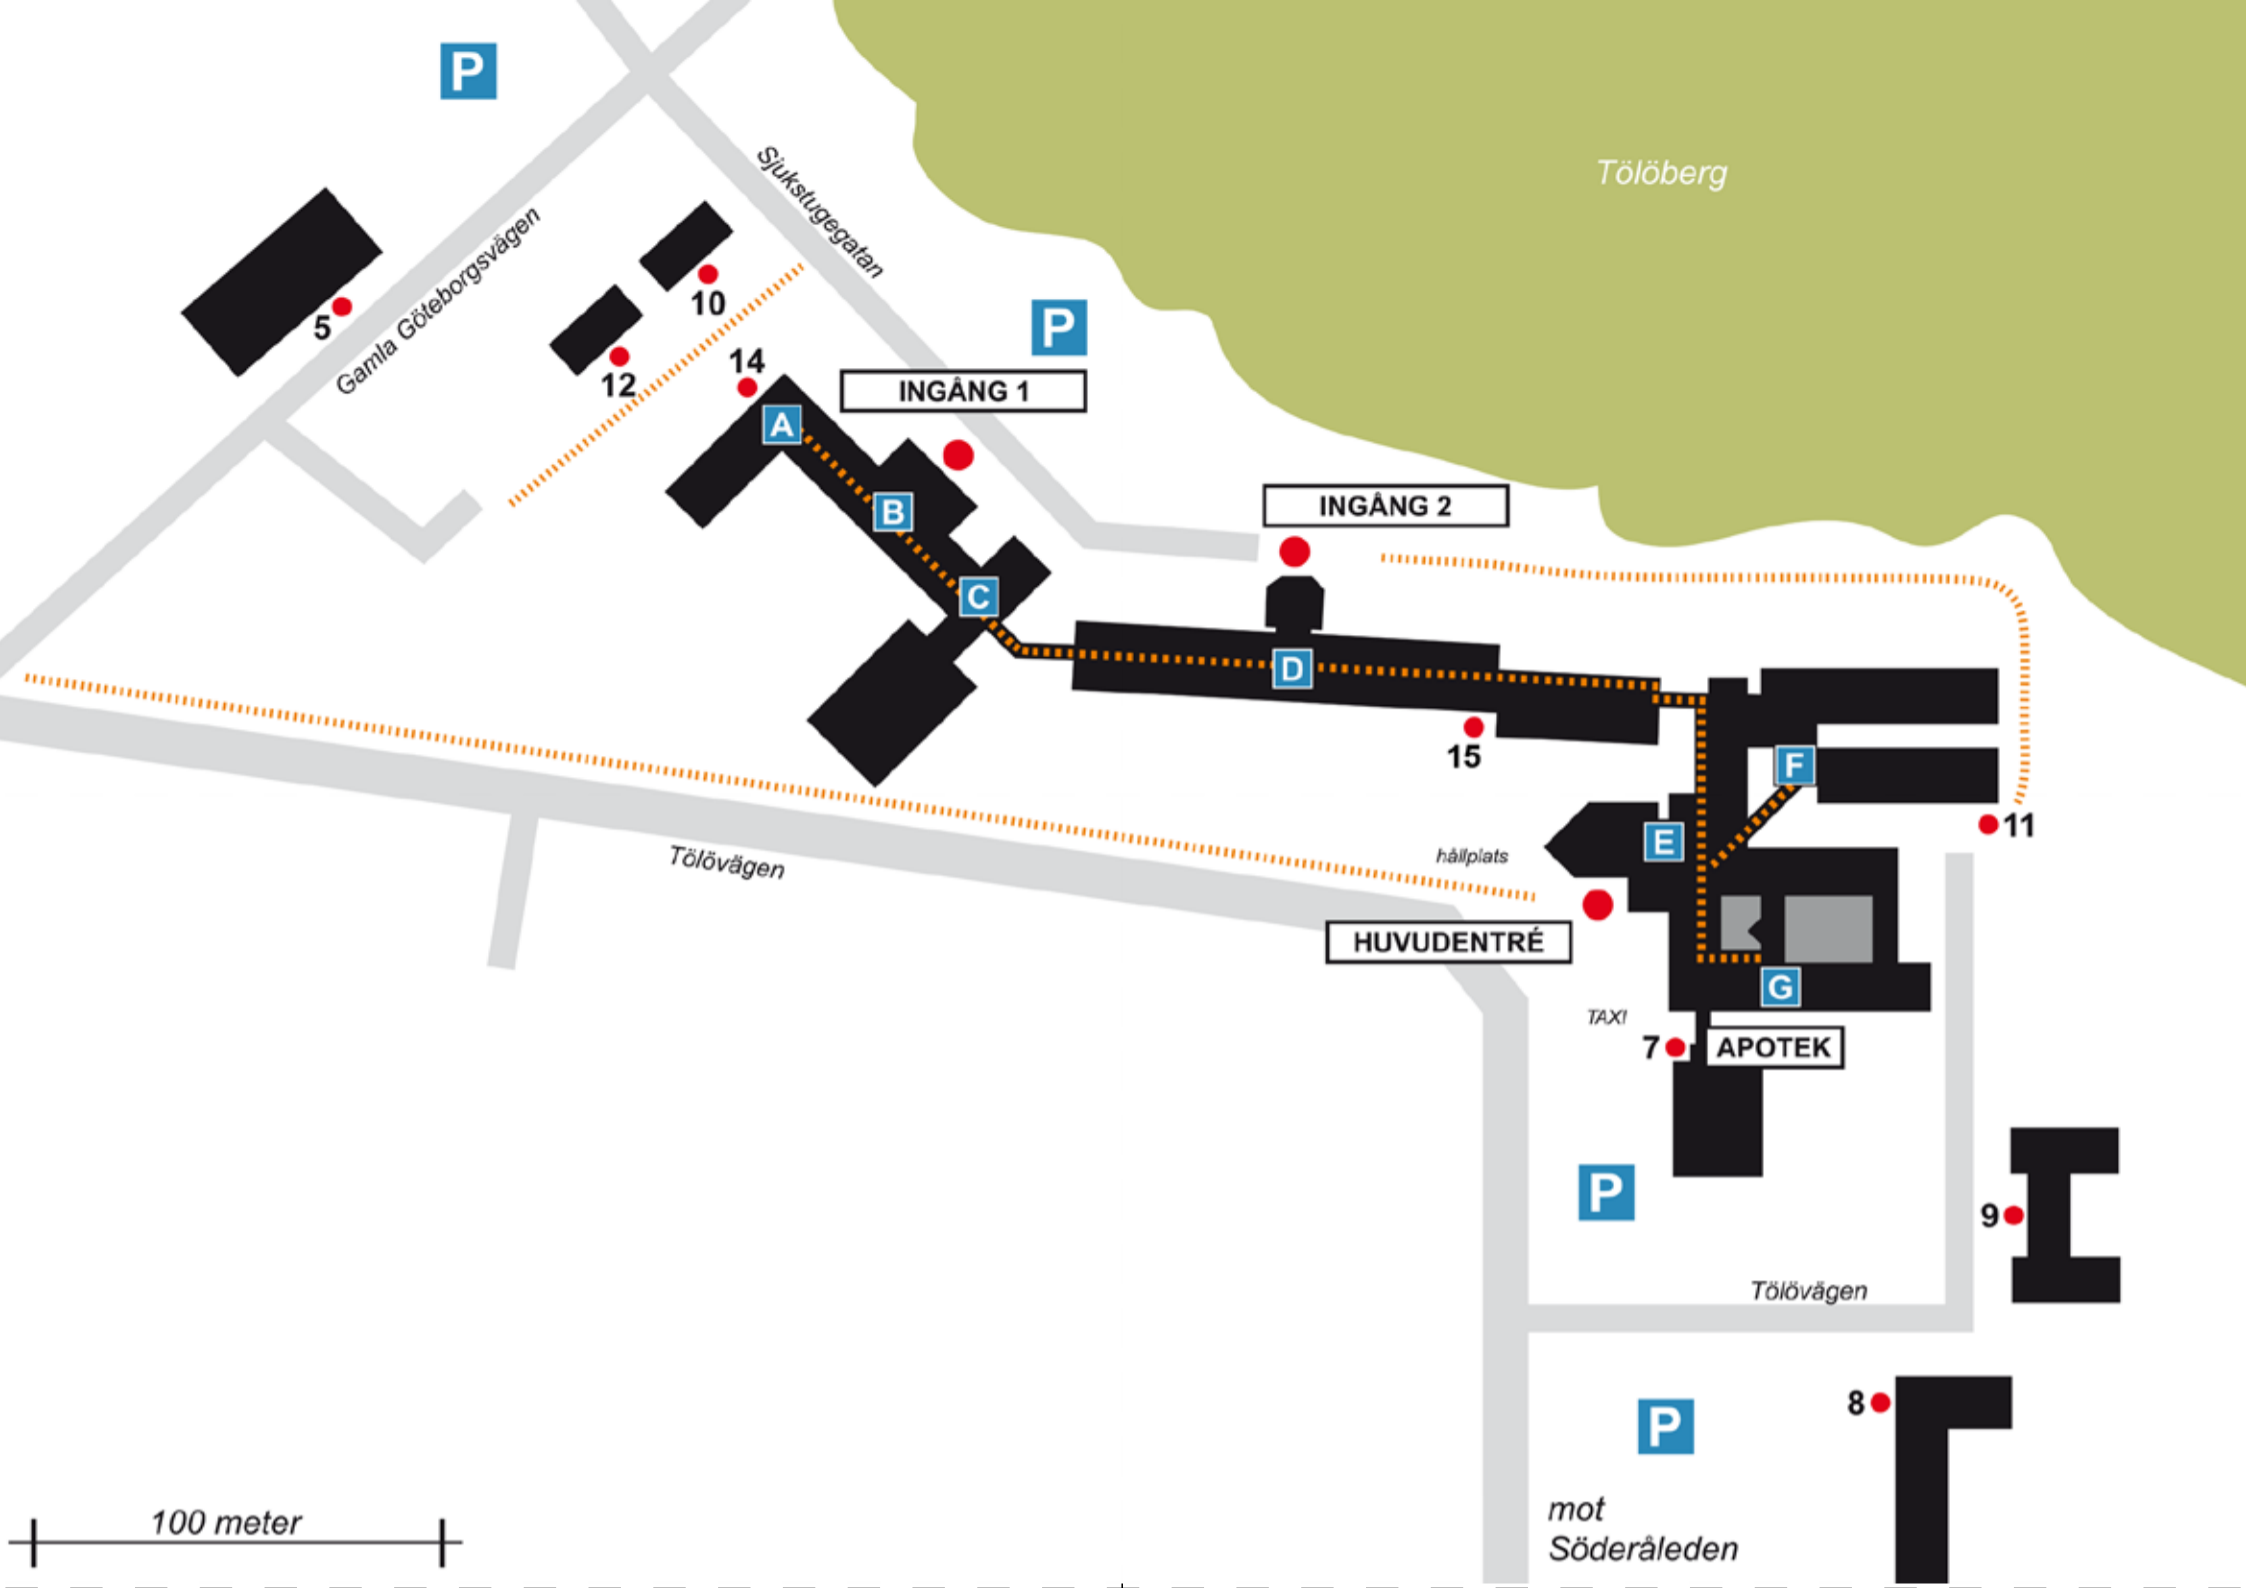 P
Tölöberg
Sjukstugegatan
Gamla Göteborgsvägen
5
10
12
14
P
INGÅNG 1
A
B
C
INGÅNG 2
D
15
F
11
E
hållplats
HUVUDENTRÉ
Tölövägen
G
TAXI
7
APOTEK
P
9
Tölövägen
8
P
mot
Söderåleden
100 meter